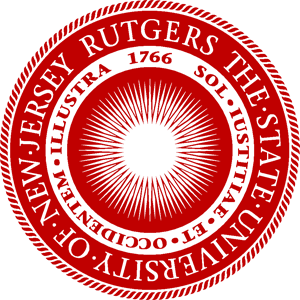 RUTGERS THE·STATE·UNIVERSITY·OF·NEW·JERSEY
1766
SOL·IUSTITIAE·ET·OCCIDENTEM·ILLUSTRA